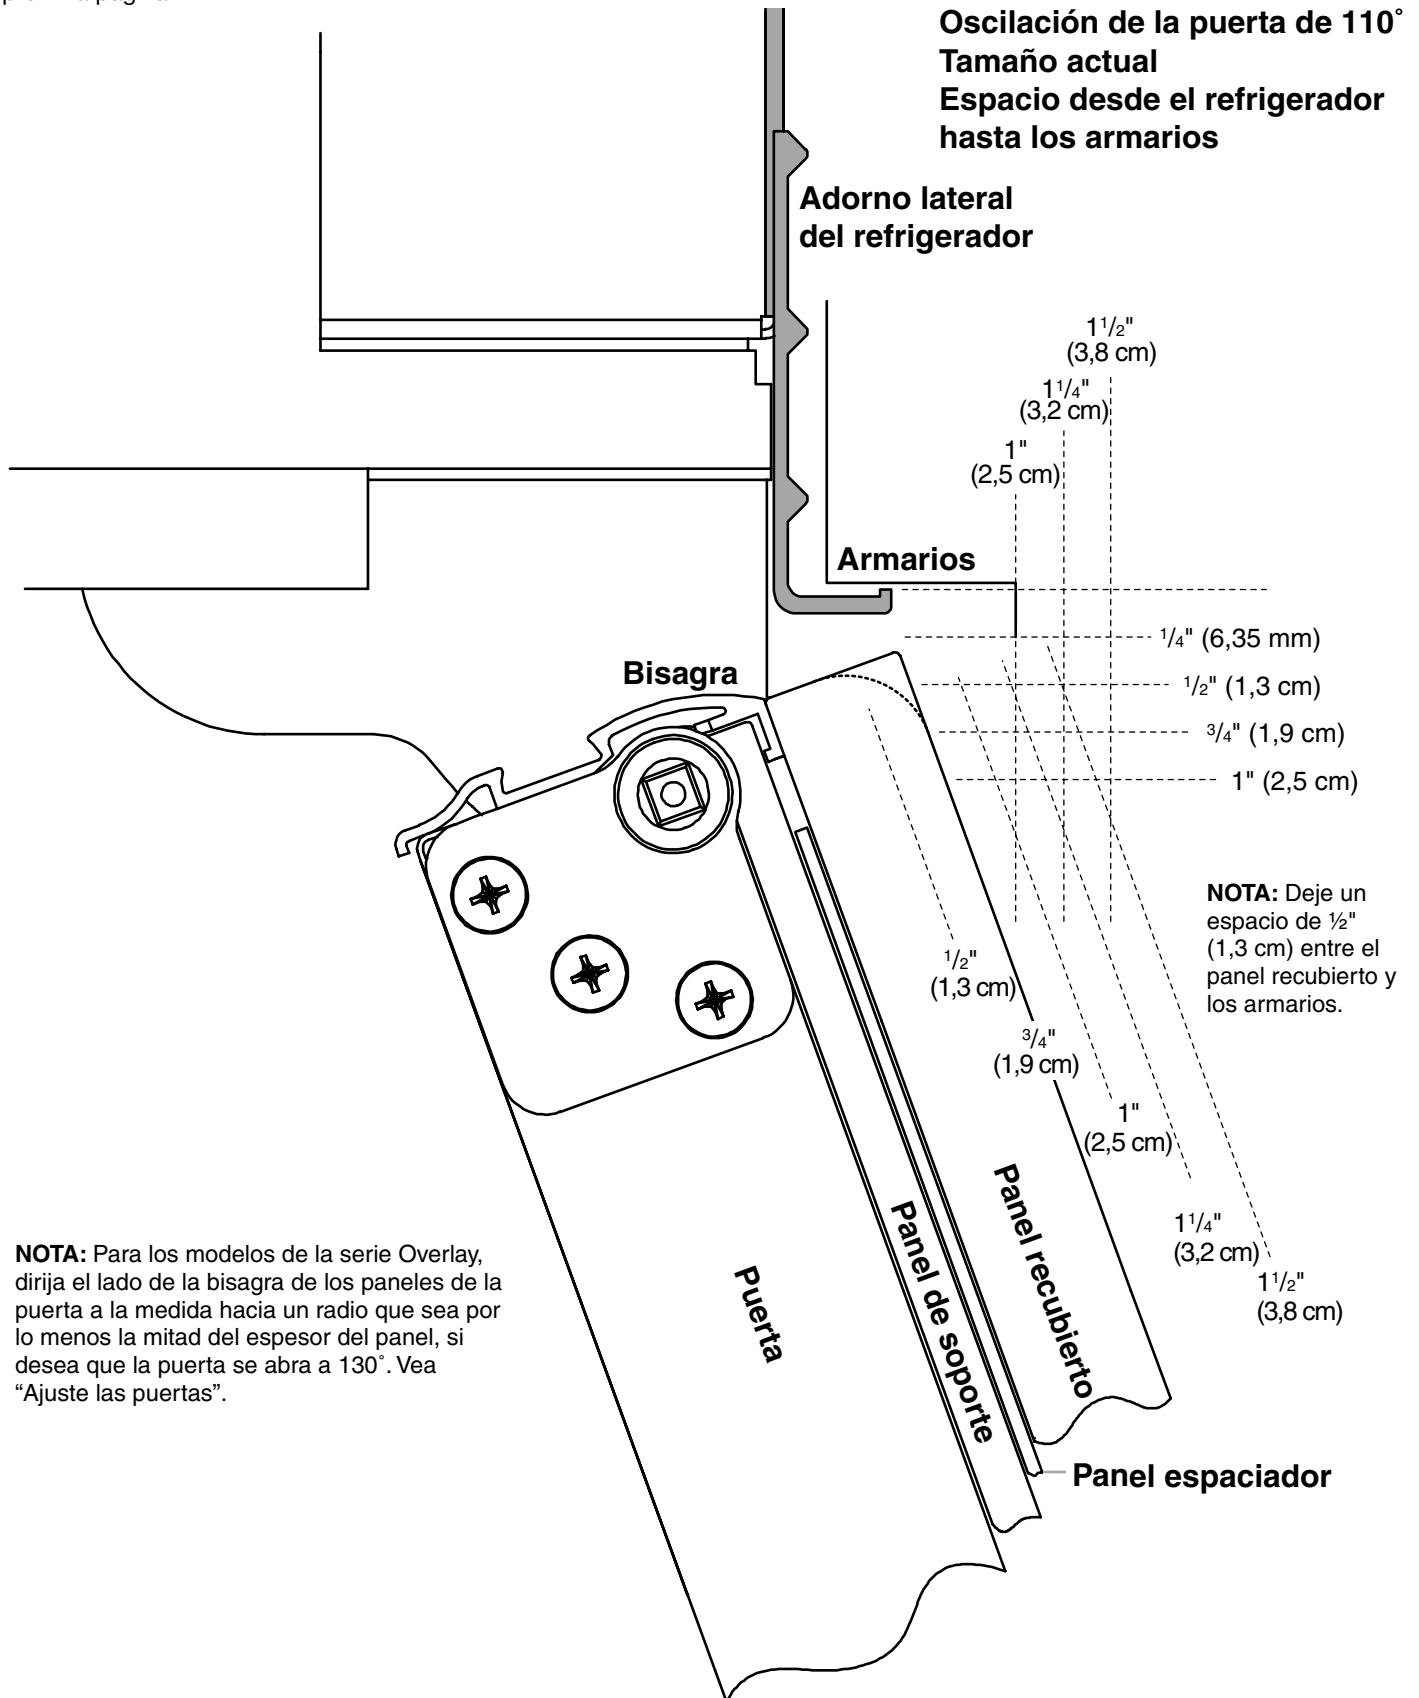 Oscilación de la puerta de 110˚
Tamaño actual
Espacio desde el refrigerador
hasta los armarios
Adorno lateral
del refrigerador
1 1/2"
(3,8 cm)
1 1/4"
(3,2 cm)
1"
(2,5 cm)
Armarios
1/4" (6,35 mm)
Bisagra
1/2" (1,3 cm)
3/4" (1,9 cm)
1" (2,5 cm)
NOTA: Deje un
espacio de ½"
(1,3 cm) entre el
panel recubierto y
los armarios.
1/2"
(1,3 cm)
3/4"
(1,9 cm)
1"
(2,5 cm)
1 1/4"
(3,2 cm)
1 1/2"
(3,8 cm)
Panel recubierto
Panel de soporte
Puerta
NOTA: Para los modelos de la serie Overlay,
dirija el lado de la bisagra de los paneles de la
puerta a la medida hacia un radio que sea por
lo menos la mitad del espesor del panel, si
desea que la puerta se abra a 130˚. Vea
“Ajuste las puertas”.
Panel espaciador